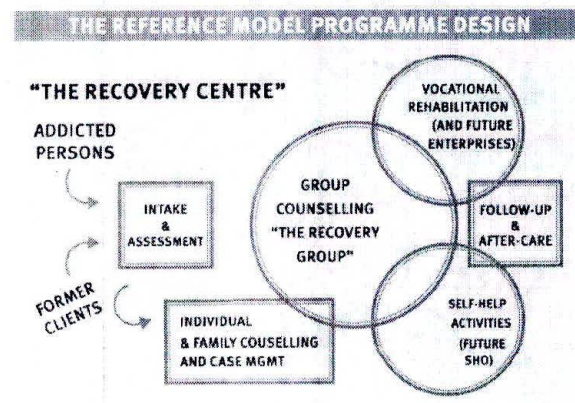 THE REFERENCE MODEL PROGRAMME DESIGN
"THE RECOVERY CENTRE"
ADDICTED
PERSONS
INTAKE
&
ASSESSMENT
FORMER
CLIENTS
INDIVIDUAL
& FAMILY COUSELLING
AND CASE MGMT
GROUP
COUNSELLING
"THE RECOVERY
GROUP"
VOCATIONAL
REHABILITATION
(AND FUTURE
ENTERPRISES)
FOLLOW-UP
&
AFTER-CARE
SELF-HELP
ACTIVITIES
(FUTURE
SHO)